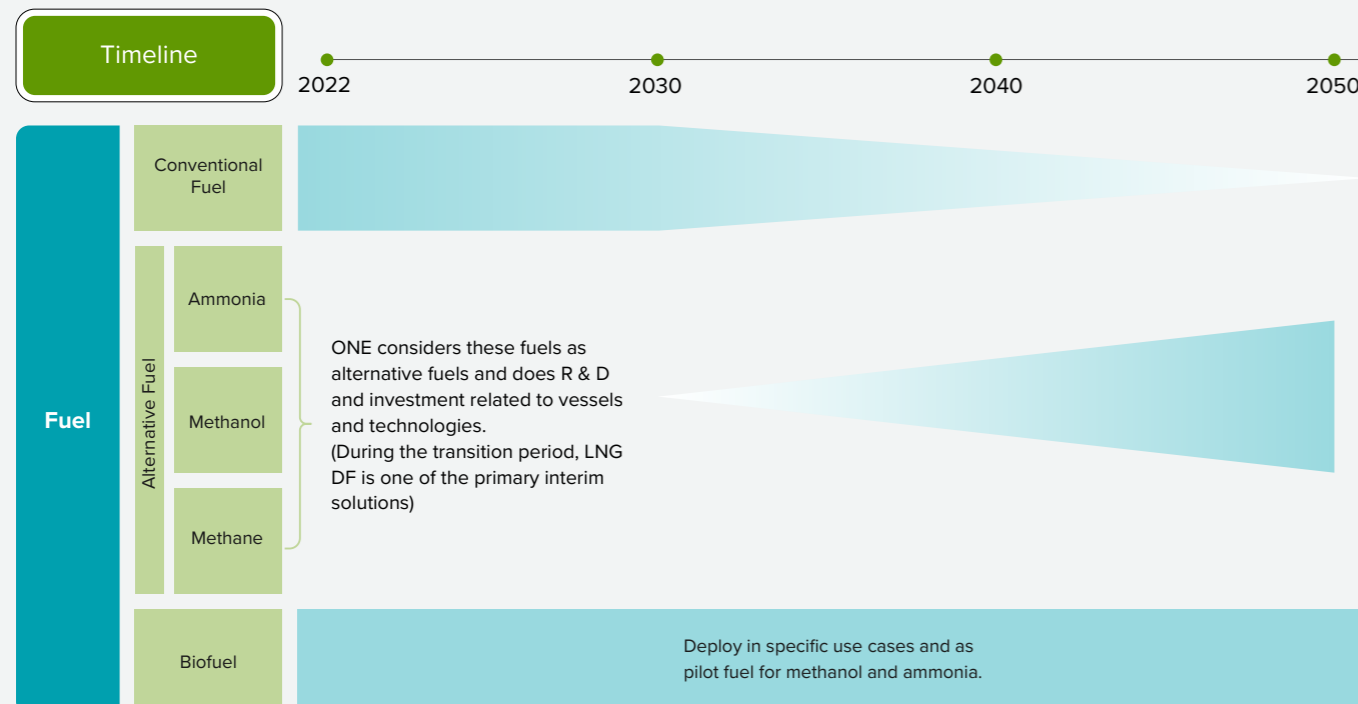 Timeline
2022
2030
2040
2050
Fuel
Conventional
Fuel
Alternative Fuel
Ammonia
Methanol
Methane
ONE considers these fuels as
alternative fuels and does R & D
and investment related to vessels
and technologies.
(During the transition period, LNG
DF is one of the primary interim
solutions)
Biofuel
Deploy in specific use cases and as
pilot fuel for methanol and ammonia.